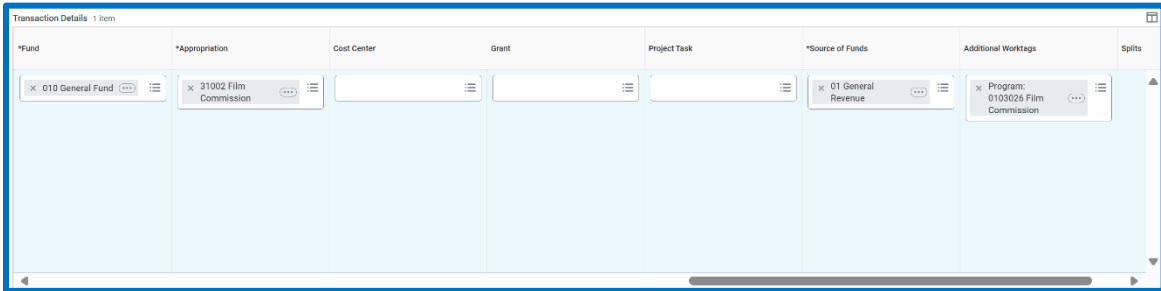 Transaction Details 1 item
*Fund *Appropriation Cost Center Grant Project Task *Source of Funds Additional Worktags Splits
× 010 General Fund
× 31002 Film
Commission
× 01 General
Revenue
× Program:
0103026 Film
Commission